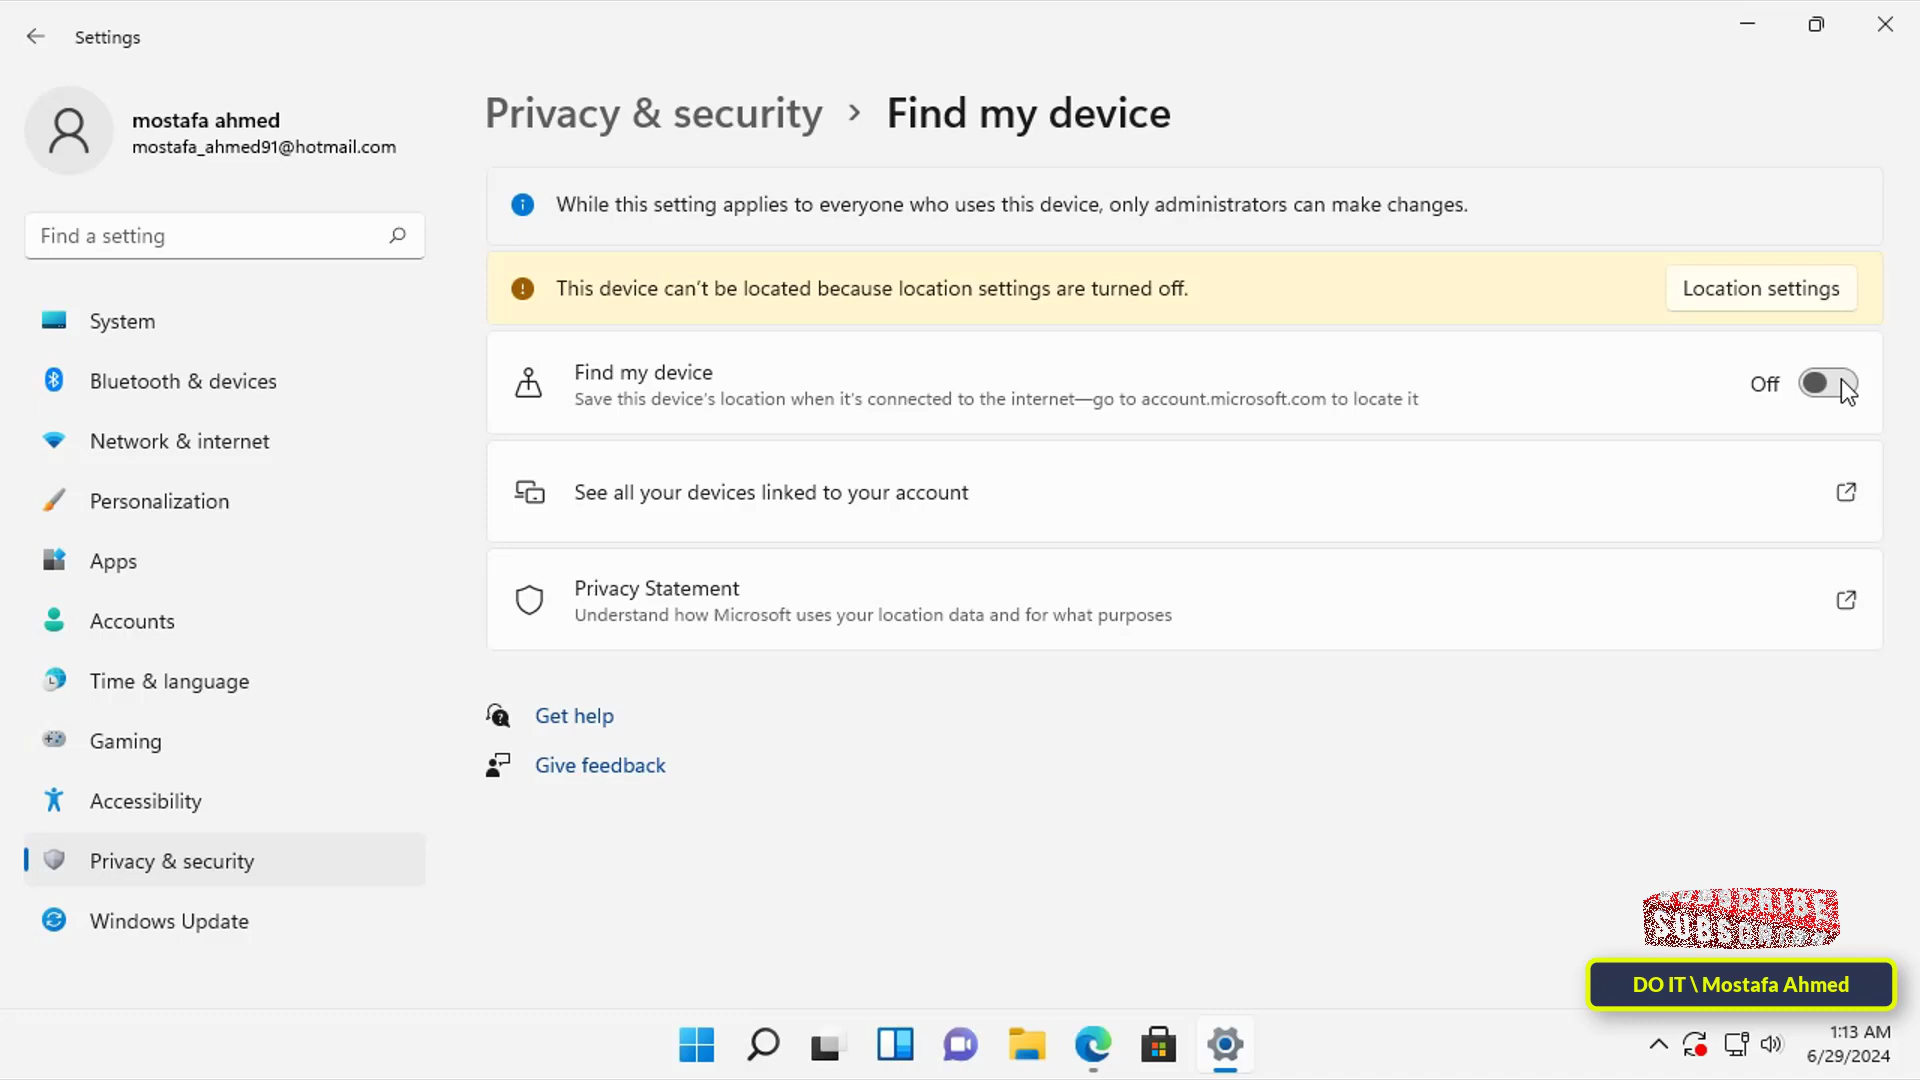 Settings
mostafa ahmed
mostafa_ahmed91@hotmail.com
Find a setting
System
Bluetooth & devices
Network & internet
Personalization
Apps
Accounts
Time & language
Gaming
Accessibility
Privacy & security
Windows Update
Privacy & security › Find my device
While this setting applies to everyone who uses this device, only administrators can make changes.
This device can't be located because location settings are turned off.
Location settings
Find my device
Save this device's location when it's connected to the internet—go to account.microsoft.com to locate it
Off
See all your devices linked to your account
Privacy Statement
Understand how Microsoft uses your location data and for what purposes
Get help
Give feedback
DO IT \ Mostafa Ahmed
1:13 AM
6/29/2024